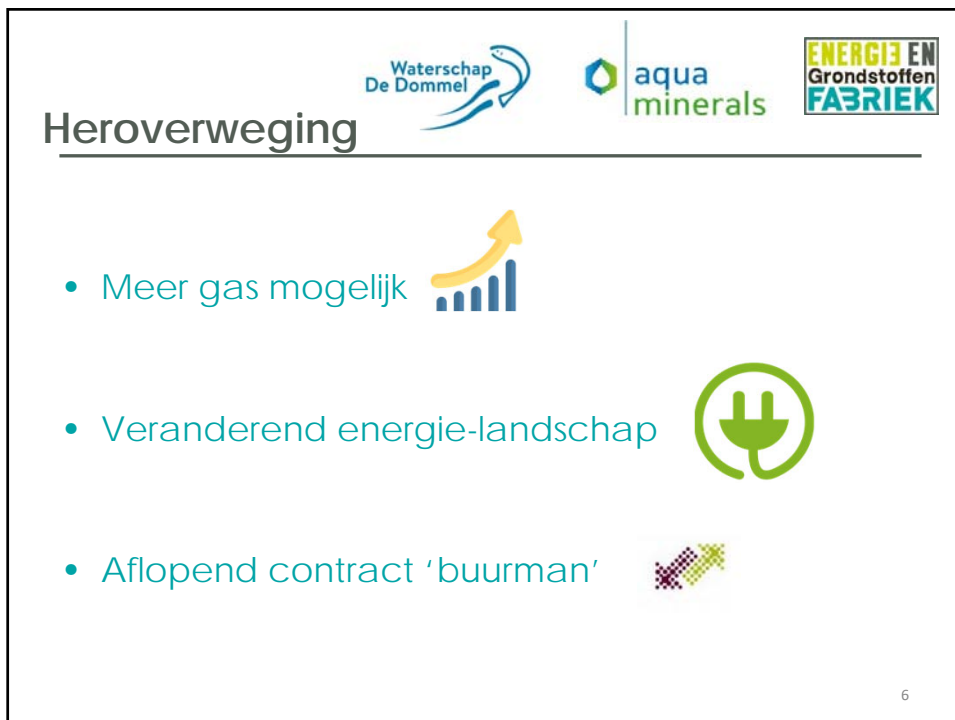 Waterschap
De Dommel
aqua
minerals
ENERGIE EN
Grondstoffen
FABRIEK
Heroverweging
• Meer gas mogelijk
• Veranderend energie-landschap
• Aflopend contract ‘buurman’
6